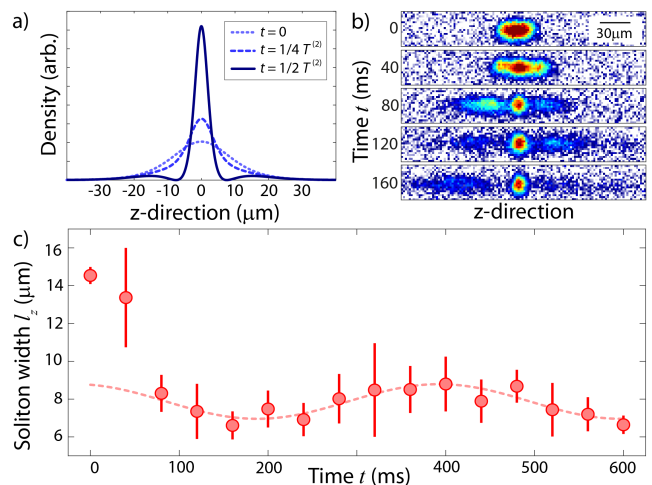 a)
Density (arb.)
t = 0
t = 1/4 T⁽²⁾
t = 1/2 T⁽²⁾
-30 -20 -10 0 10 20 30
z-direction (μm)
b)
Time t (ms)
0
40
80
120
160
30μm
z-direction
c)
Soliton width l_z (μm)
16
14
12
10
8
6
0 100 200 300 400 500 600
Time t (ms)